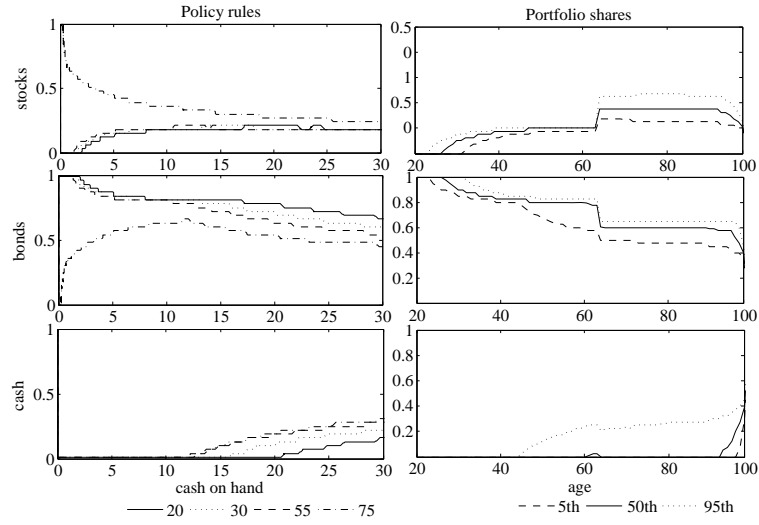 Policy rules
Portfolio shares
1
0.5
0
stocks
0 5 10 15 20 25 30
0.5
0
1
0.5
0
20 40 60 80 100
1
0.5
0
bonds
0 5 10 15 20 25 30
1
0.8
0.6
0.4
0.2
20 40 60 80 100
1
0.5
0
cash
0 5 10 15 20 25 30
cash on hand
1
0.8
0.6
0.4
0.2
20 40 60 80 100
age
20 30 55 75
5th 50th 95th